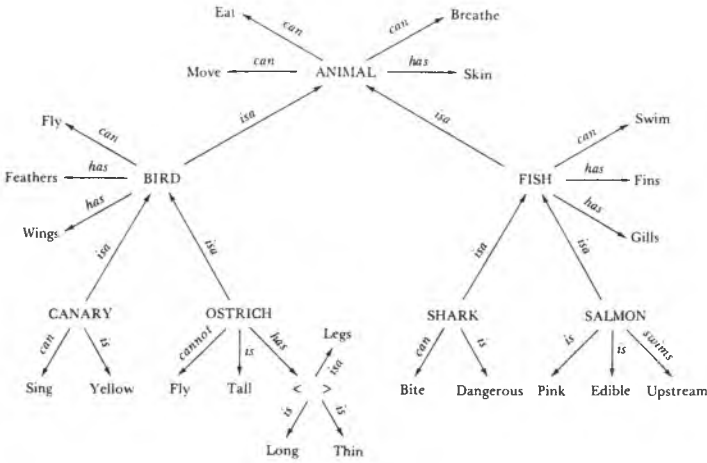 Eat can can Breathe
Move can ANIMAL has Skin
isa isa
Fly can can Swim
Feathers has BIRD FISH has Fins
Wings has has Gills
isa isa isa isa
CANARY OSTRICH SHARK SALMON
can is cannot is has isa Legs can is is is swims
Sing Yellow Fly Tall < > Bite Dangerous Pink Edible Upstream
is is
Long Thin